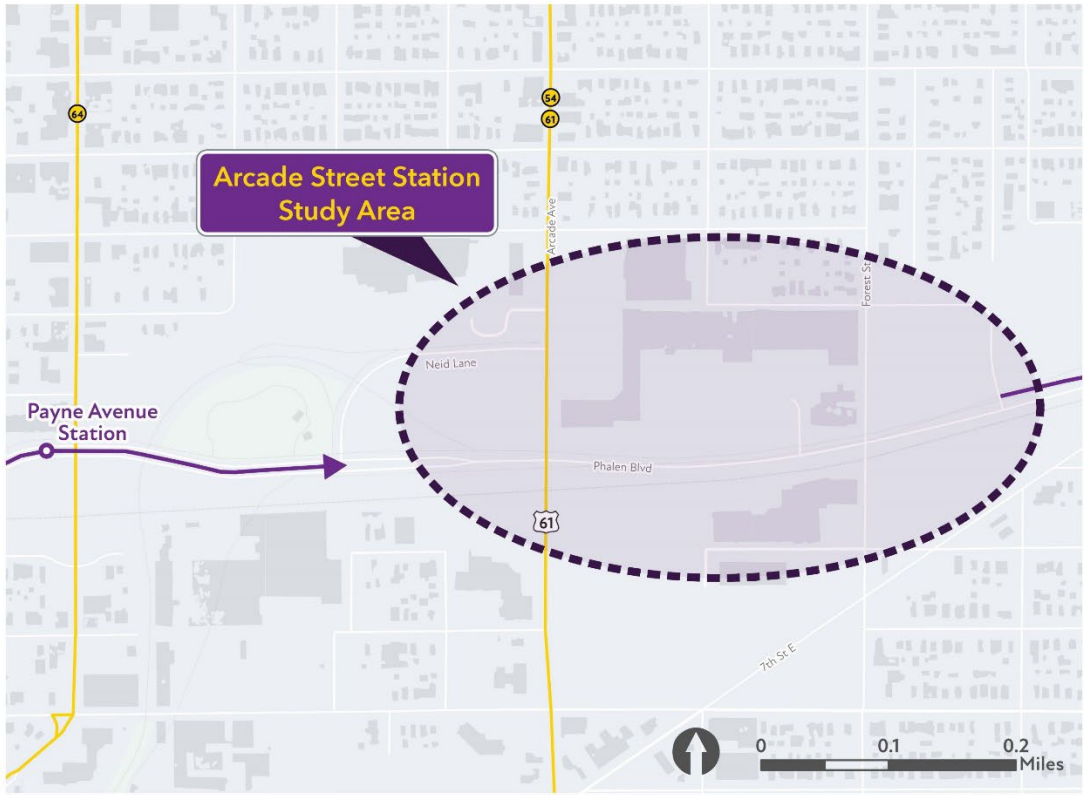 64
54
61
Arcade Street Station
Study Area
Arcade Ave
Forest St
Neid Lane
Payne Avenue
Station
Phalen Blvd
61
7th St E
0 0.1 0.2
Miles